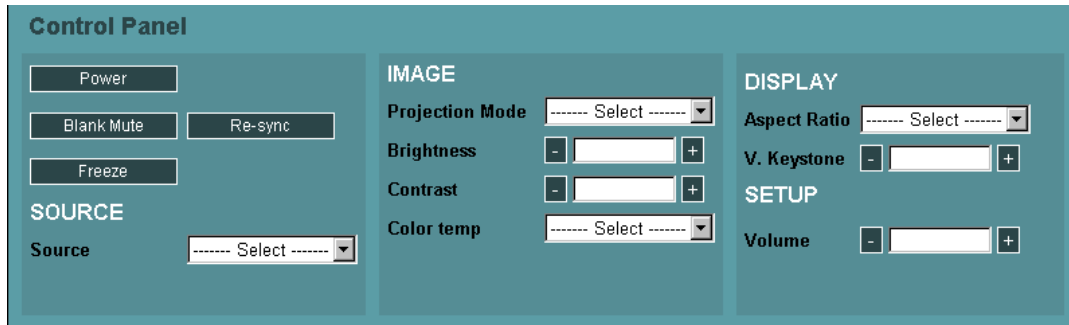 Control Panel
Power
Blank Mute
Re-sync
Freeze
SOURCE
Source ------- Select -------
IMAGE
Projection Mode ------ Select -------
Brightness - +
Contrast - +
Color temp ------- Select -------
DISPLAY
Aspect Ratio ------- Select -------
V. Keystone - +
SETUP
Volume - +